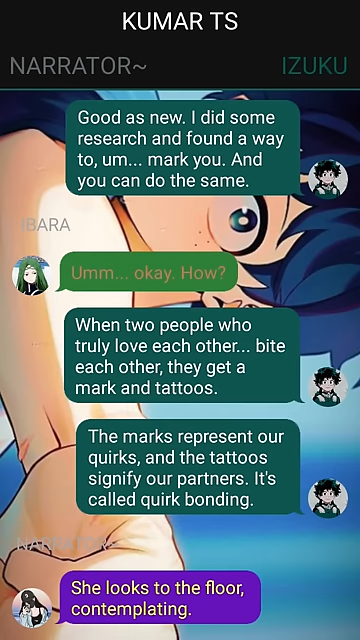 KUMAR TS
NARRATOR~
IZUKU
Good as new. I did some
research and found a way
to, um... mark you. And
you can do the same.
IBARA
Umm... okay. How?
When two people who
truly love each other... bite
each other, they get a
mark and tattoos.
The marks represent our
quirks, and the tattoos
signify our partners. It's
called quirk bonding.
NARRATOR~
She looks to the floor,
contemplating.